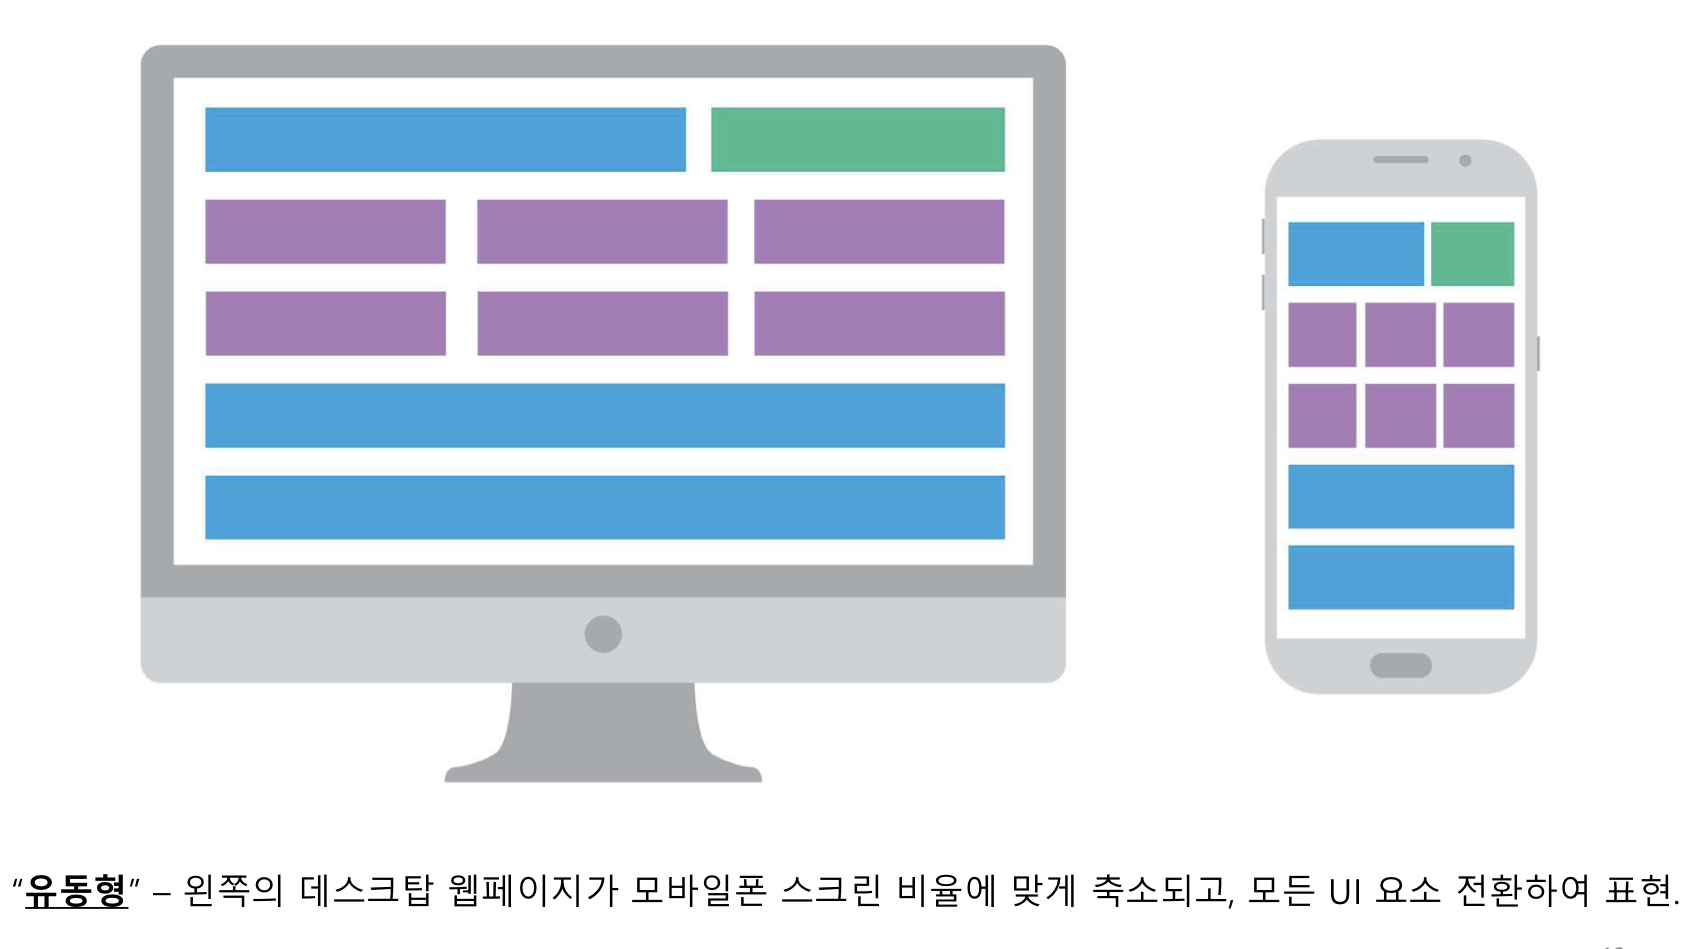 “유동형” – 왼쪽의 데스크탑 웹페이지가 모바일폰 스크린 비율에 맞게 축소되고, 모든 UI 요소 전환하여 표현.